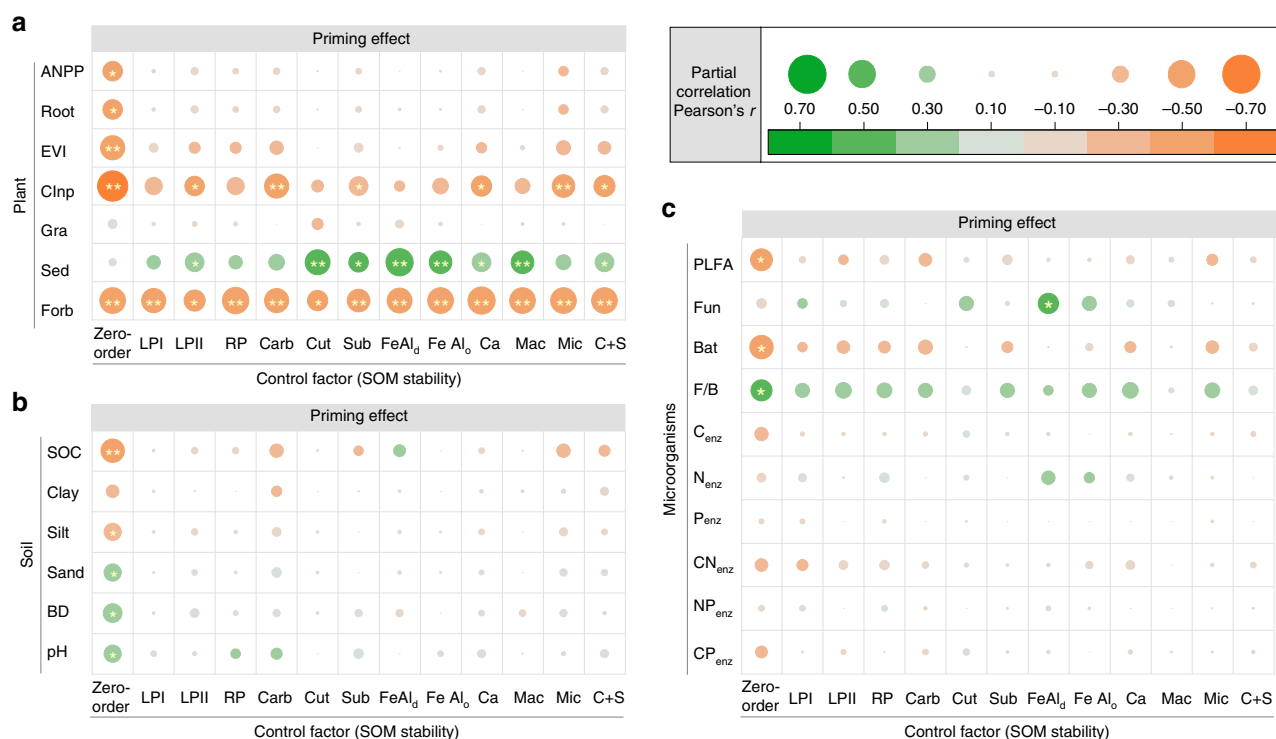 a
Priming effect
Plant
ANPP
Root
EVI
CInp
Gra
Sed
Forb
Zero-order LPI LPII RP Carb Cut Sub FeAld Fe Alo Ca Mac Mic C+S
Control factor (SOM stability)
Partial
correlation
Pearson's r
0.70 0.50 0.30 0.10 –0.10 –0.30 –0.50 –0.70
b
Priming effect
Soil
SOC
Clay
Silt
Sand
BD
pH
Zero-order LPI LPII RP Carb Cut Sub FeAld Fe Alo Ca Mac Mic C+S
Control factor (SOM stability)
c
Priming effect
Microorganisms
PLFA
Fun
Bat
F/B
Cenz
Nenz
Penz
CNenz
NPenz
CPenz
Zero-order LPI LPII RP Carb Cut Sub FeAld Fe Alo Ca Mac Mic C+S
Control factor (SOM stability)